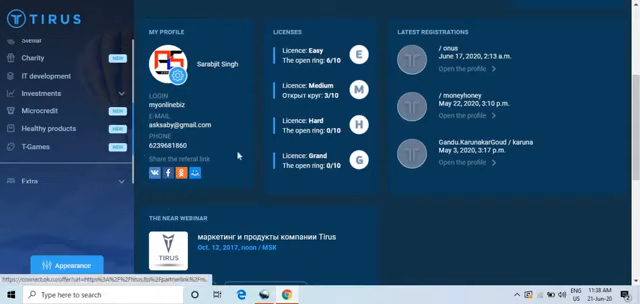 TIRUS
Stellar
Charity NEW
IT development
Investments
Microcredit NEW
Healthy products NEW
T-Games NEW
Extra
Appearance
MY PROFILE
Sarabjit Singh
LOGIN
myonlinebiz
E-MAIL
asksaby@gmail.com
PHONE
6239681860
Share the referal link
LICENSES
Licence: Easy
The open ring: 6/10
E
Licence: Medium
Открыт круг: 3/10
M
Licence: Hard
The open ring: 0/10
H
Licence: Grand
The open ring: 0/10
G
LATEST REGISTRATIONS
/ onus
June 17, 2020, 2:13 a.m.
Open the profile
/ moneyhoney
May 22, 2020, 3:10 p.m.
Open the profile
Gandu.KarunakarGoud / karuna
May 3, 2020, 3:17 p.m.
Open the profile
THE NEAR WEBINAR
TIRUS
маркетинг и продукты компании Tirus
Oct. 12, 2017, noon / MSK
Type here to search
ENG
US
11:38 AM
21-Jun-20